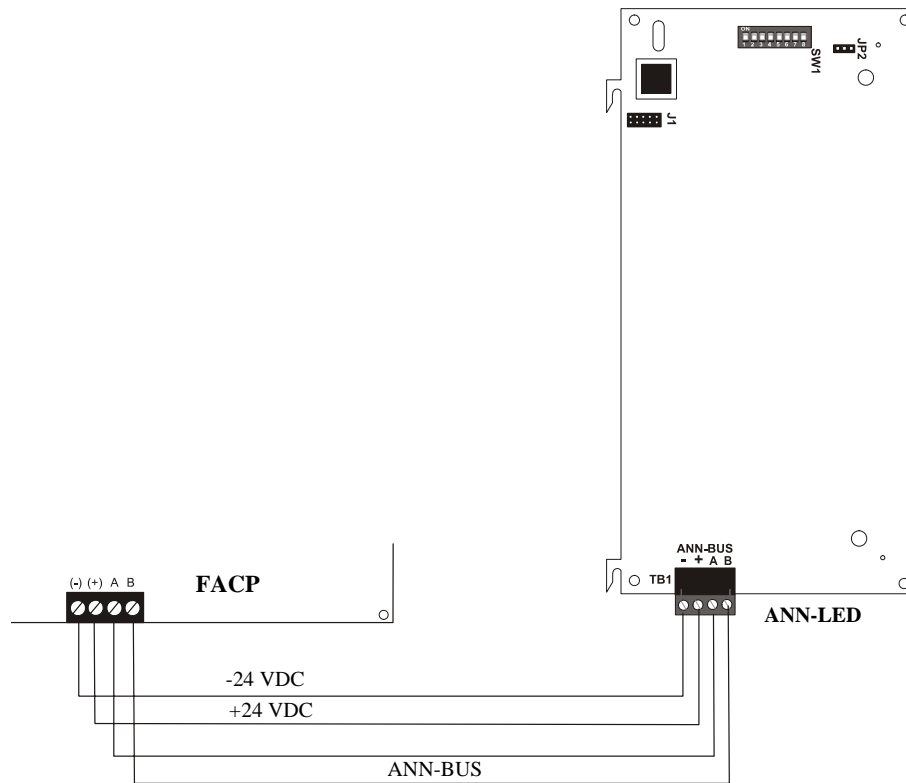 ON
1 2 3 4 5 6 7 8
SW1
JP2
J1
ANN-BUS
- + A B
TB1
ANN-LED
(-) (+) A B
FACP
-24 VDC
+24 VDC
ANN-BUS